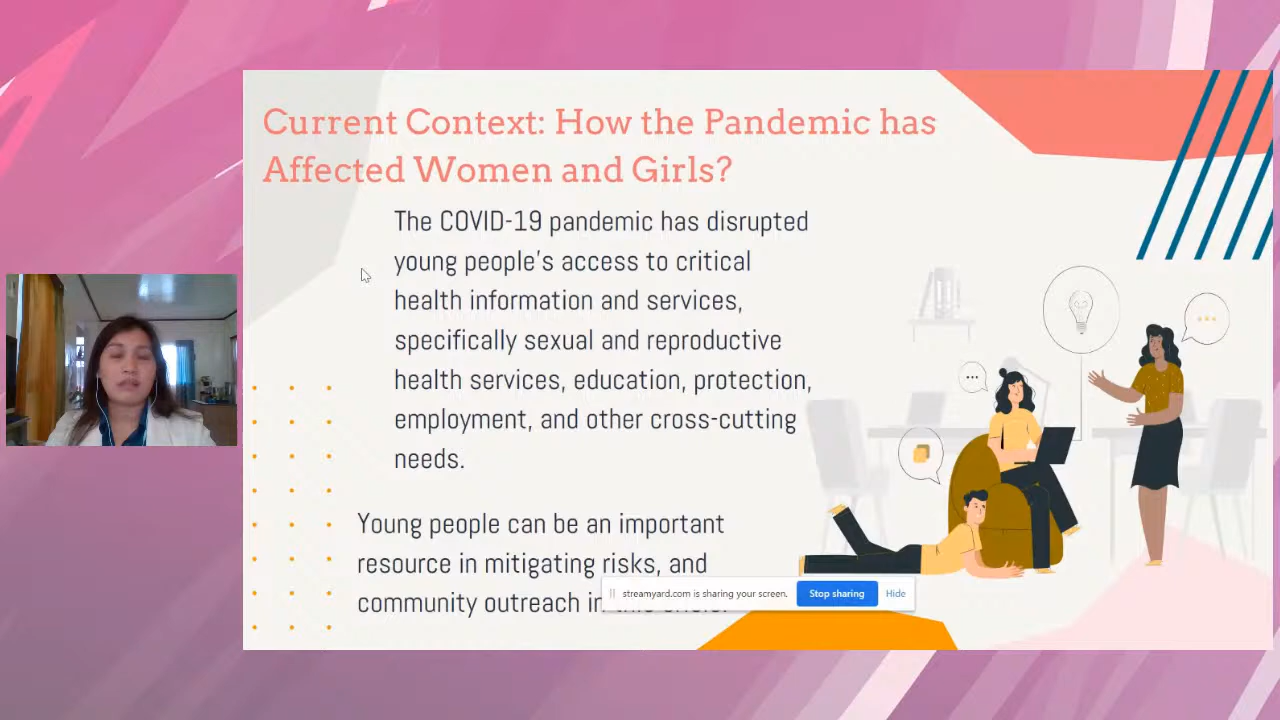 Current Context: How the Pandemic has
Affected Women and Girls?
The COVID-19 pandemic has disrupted
young people's access to critical
health information and services,
specifically sexual and reproductive
health services, education, protection,
employment, and other cross-cutting
needs.
Young people can be an important
resource in mitigating risks, and
community outreach in
streamyard.com is sharing your screen.
Stop sharing
Hide